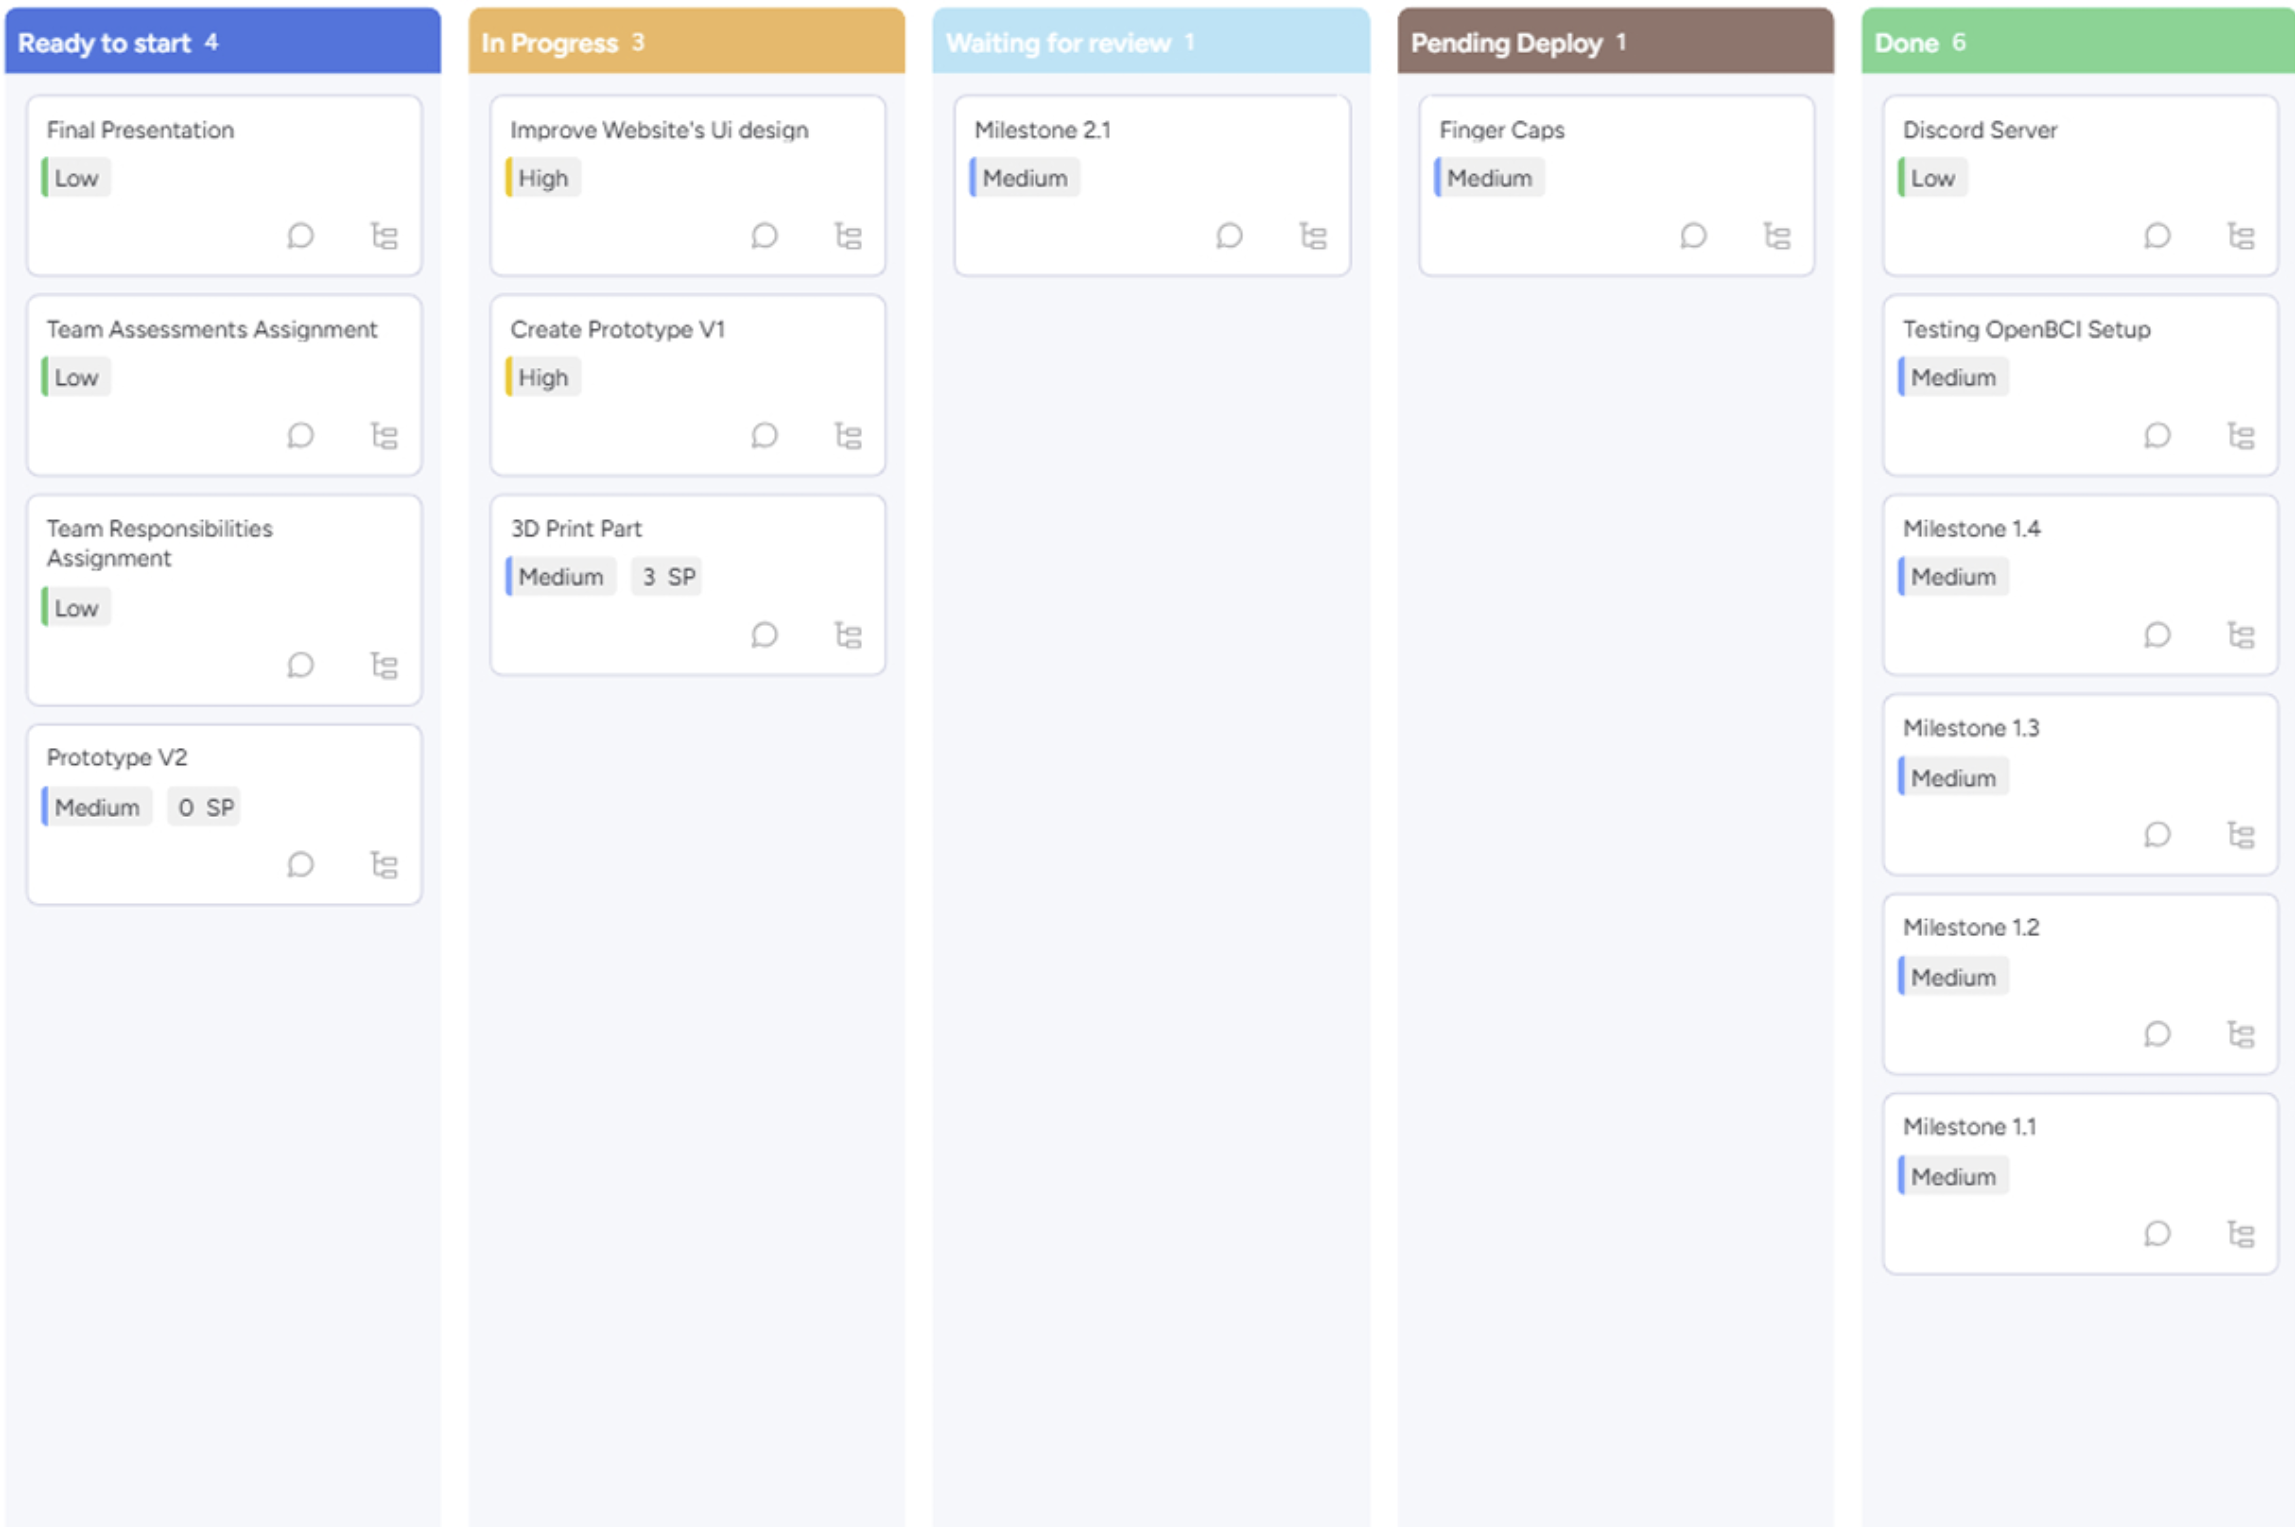 Ready to start 4
Final Presentation
Low
Team Assessments Assignment
Low
Team Responsibilities
Assignment
Low
Prototype V2
Medium 0 SP
In Progress 3
Improve Website's Ui design
High
Create Prototype V1
High
3D Print Part
Medium 3 SP
Waiting for review 1
Milestone 2.1
Medium
Pending Deploy 1
Finger Caps
Medium
Done 6
Discord Server
Low
Testing OpenBCI Setup
Medium
Milestone 1.4
Medium
Milestone 1.3
Medium
Milestone 1.2
Medium
Milestone 1.1
Medium